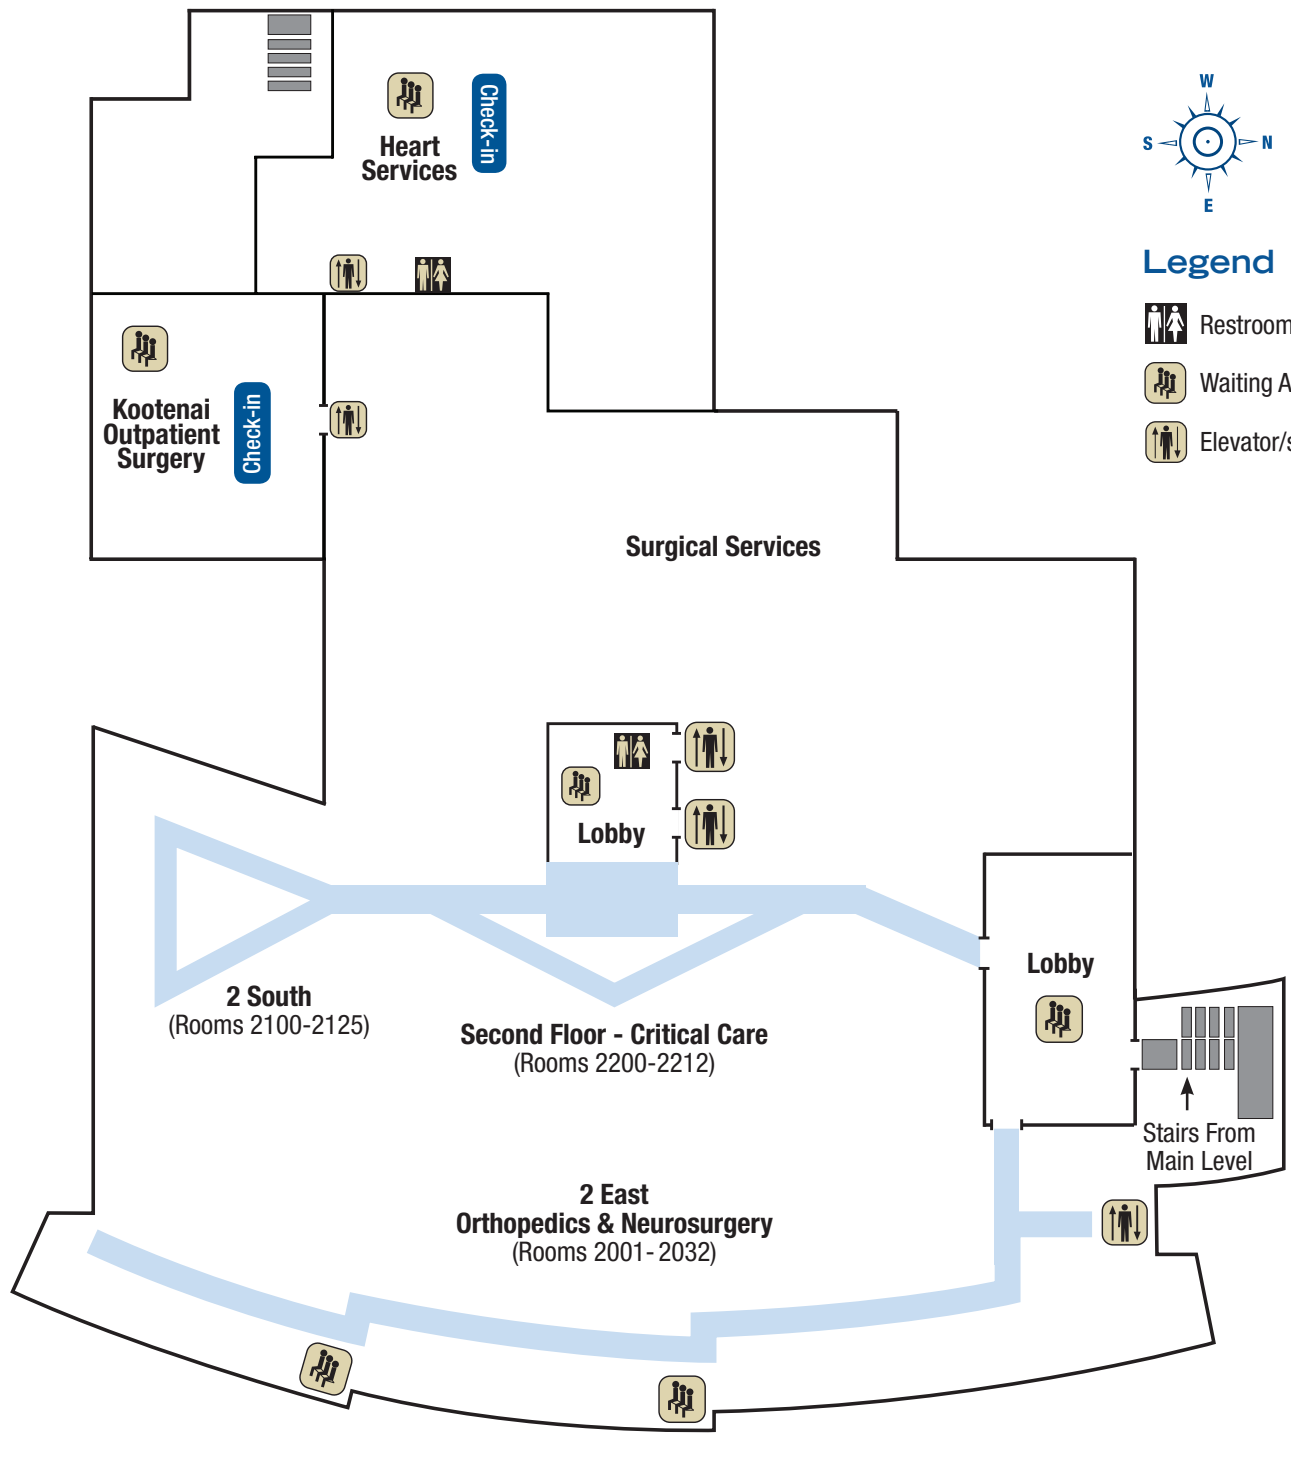 Heart
Services
Check-in
W
S
N
E
Legend
Restroom
Waiting A
Elevator/s
Kootenai
Outpatient
Surgery
Check-in
Surgical Services
Lobby
Lobby
2 South
(Rooms 2100-2125)
Second Floor - Critical Care
(Rooms 2200-2212)
Stairs From
Main Level
2 East
Orthopedics & Neurosurgery
(Rooms 2001-2032)